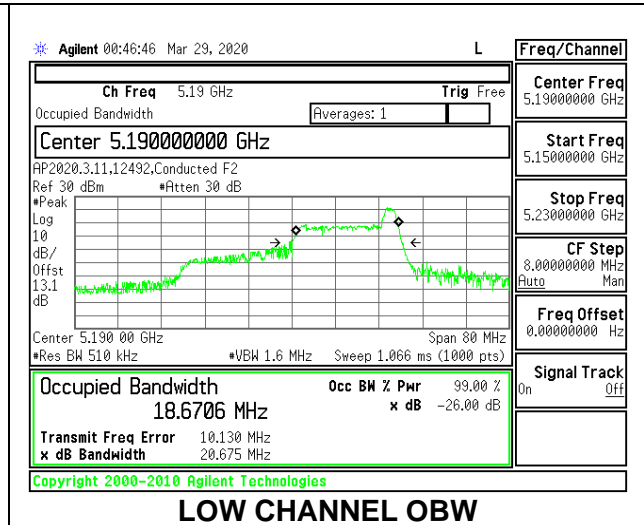 Agilent 00:46:46 Mar 29, 2020 L
Freq/Channel
Ch Freq 5.19 GHz Trig Free
Occupied Bandwidth Averages: 1
Center 5.190000000 GHz
AP2020.3.11,12492,Conducted F2
Ref 30 dBm #Atten 30 dB
#Peak
Log
10
dB/
Offst
13.1
dB
Center 5.190 00 GHz Span 80 MHz
#Res BW 510 kHz #VBW 1.6 MHz Sweep 1.066 ms (1000 pts)
Occupied Bandwidth Occ BW % Pwr 99.00 %
18.6706 MHz x dB -26.00 dB
Transmit Freq Error 10.130 MHz
x dB Bandwidth 20.675 MHz
Copyright 2000-2010 Agilent Technologies
Center Freq
5.19000000 GHz
Start Freq
5.15000000 GHz
Stop Freq
5.23000000 GHz
CF Step
8.00000000 MHz
Auto Man
Freq Offset
0.00000000 Hz
Signal Track
On Off
LOW CHANNEL OBW